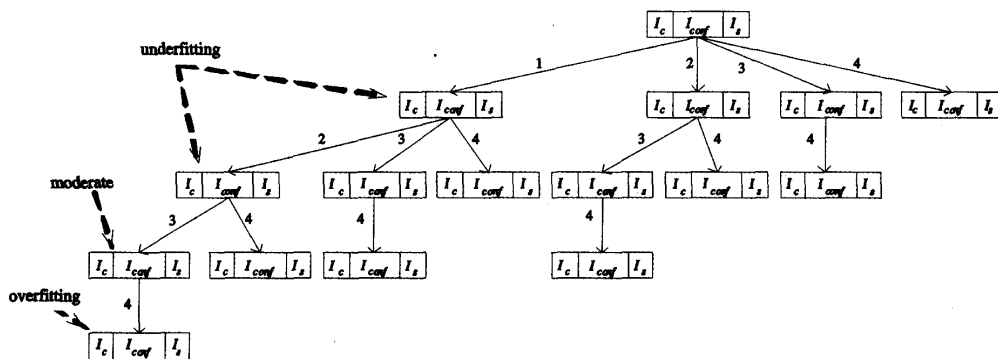 I_c I_conf I_s
underfitting
1 2 3 4
I_c I_conf I_s I_c I_conf I_s I_c I_conf I_s I_c I_conf I_s
2 3 4 3 4 4
moderate
I_c I_conf I_s I_c I_conf I_s I_c I_conf I_s I_c I_conf I_s I_c I_conf I_s I_c I_conf I_s
3 4 4 4
I_c I_conf I_s I_c I_conf I_s I_c I_conf I_s I_c I_conf I_s
overfitting
4
I_c I_conf I_s